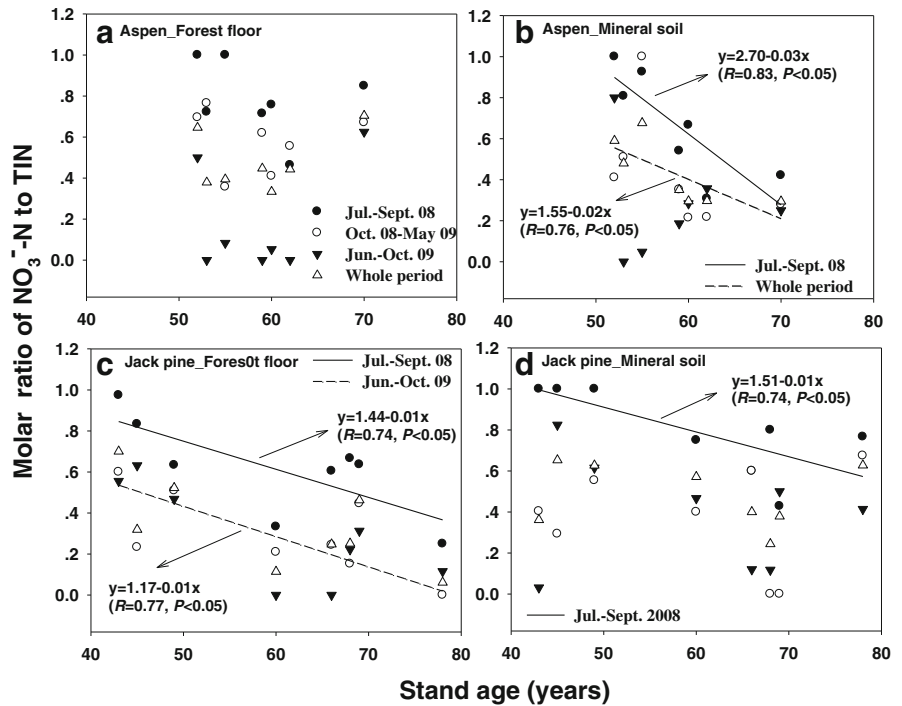 Molar ratio of NO₃⁻-N to TIN
a Aspen_Forest floor
1.2
1.0
.8
.6
.4
.2
0.0
Jul.-Sept. 08
Oct. 08-May 09
Jun.-Oct. 09
Whole period
40 50 60 70 80
b Aspen_Mineral soil
1.2
1.0
.8
.6
.4
.2
0.0
y=2.70-0.03x
(R=0.83, P<0.05)
y=1.55-0.02x
(R=0.76, P<0.05)
Jul.-Sept. 08
Whole period
40 50 60 70 80
c Jack pine_Fores0t floor
1.2
1.0
.8
.6
.4
.2
0.0
Jul.-Sept. 08
Jun.-Oct. 09
y=1.44-0.01x
(R=0.74, P<0.05)
y=1.17-0.01x
(R=0.77, P<0.05)
40 50 60 70 80
d Jack pine_Mineral soil
1.2
1.0
.8
.6
.4
.2
0.0
y=1.51-0.01x
(R=0.74, P<0.05)
Jul.-Sept. 2008
40 50 60 70 80
Stand age (years)